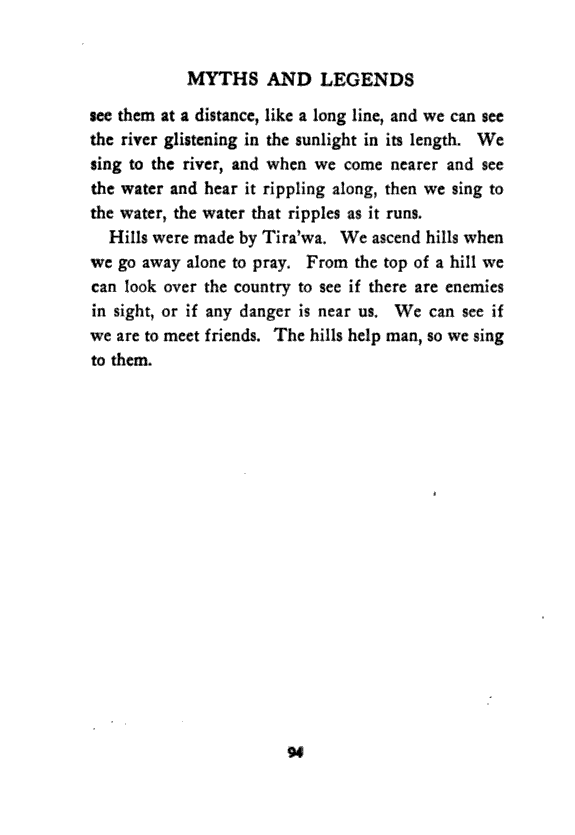 MYTHS AND LEGENDS
see them at a distance, like a long line, and we can see
the river glistening in the sunlight in its length. We
sing to the river, and when we come nearer and see
the water and hear it rippling along, then we sing to
the water, the water that ripples as it runs.
Hills were made by Tira'wa. We ascend hills when
we go away alone to pray. From the top of a hill we
can look over the country to see if there are enemies
in sight, or if any danger is near us. We can see if
we are to meet friends. The hills help man, so we sing
to them.
94